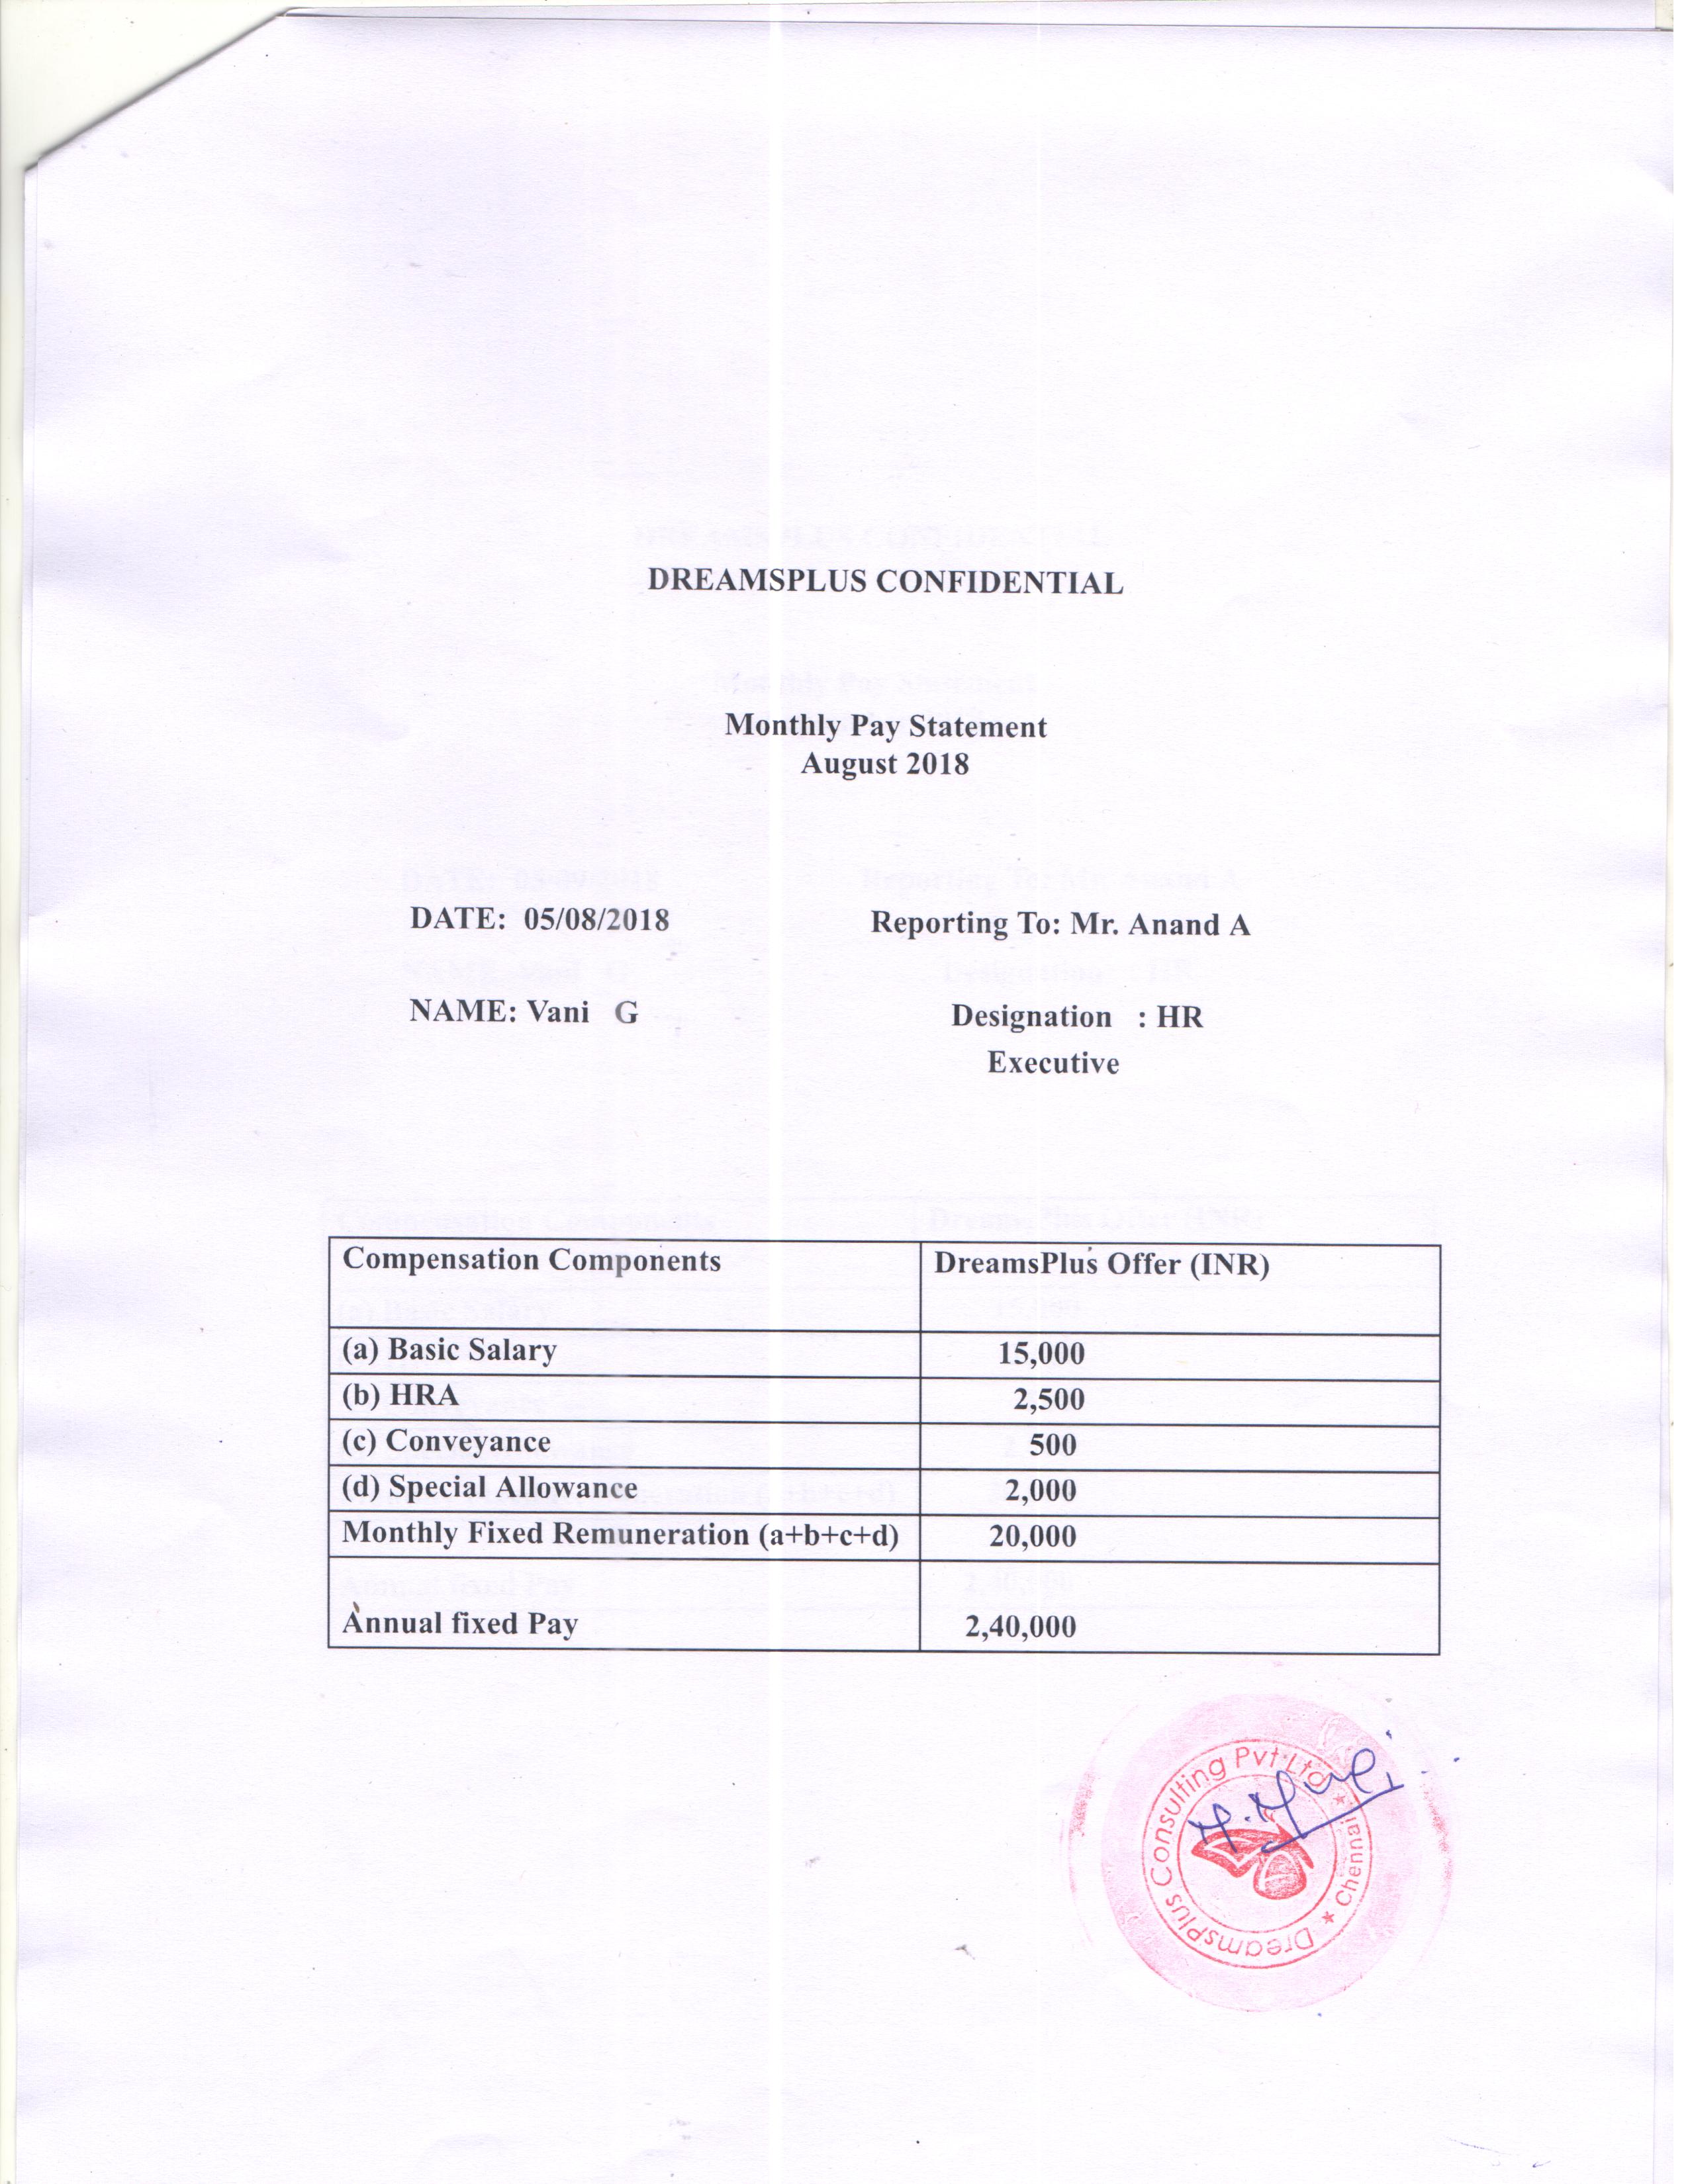 DREAMSPLUS CONFIDENTIAL
Monthly Pay Statement
August 2018
DATE: 05/08/2018 Reporting To: Mr. Anand A
NAME: Vani G Designation : HR
Executive
Compensation Components DreamsPlus Offer (INR)
(a) Basic Salary 15,000
(b) HRA 2,500
(c) Conveyance 500
(d) Special Allowance 2,000
Monthly Fixed Remuneration (a+b+c+d) 20,000
Annual fixed Pay 2,40,000
DreamsPlus Consulting Pvt Ltd ★ Chennai ★